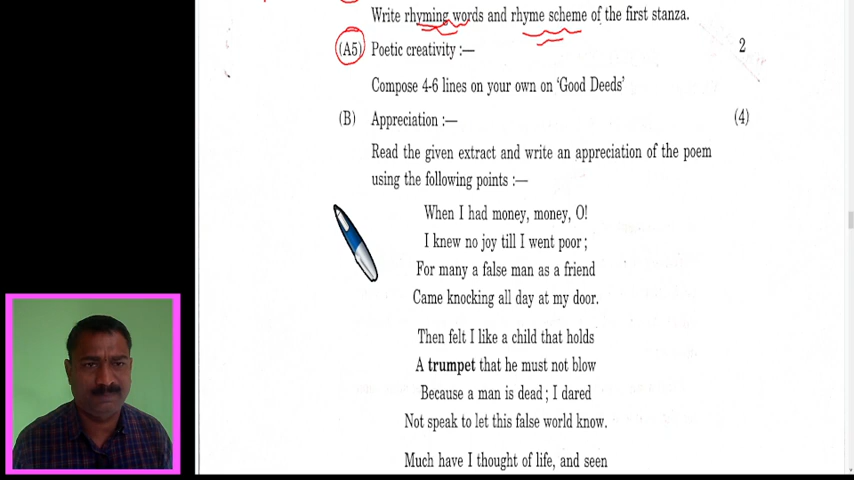 Write rhyming words and rhyme scheme of the first stanza.
(A5) Poetic creativity :— 2
Compose 4-6 lines on your own on ‘Good Deeds’
(B) Appreciation :— (4)
Read the given extract and write an appreciation of the poem
using the following points :—
When I had money, money, O!
I knew no joy till I went poor ;
For many a false man as a friend
Came knocking all day at my door.
Then felt I like a child that holds
A trumpet that he must not blow
Because a man is dead ; I dared
Not speak to let this false world know.
Much have I thought of life, and seen